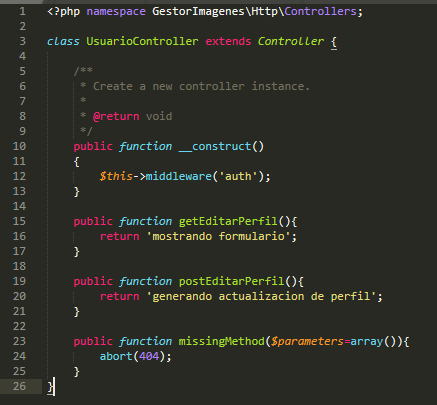 1 <?php namespace GestorImagenes\Http\Controllers;
2
3 class UsuarioController extends Controller {
4
5     /**
6      * Create a new controller instance.
7      *
8      * @return void
9      */
10     public function __construct()
11     {
12         $this->middleware('auth');
13     }
14
15     public function getEditarPerfil(){
16         return 'mostrando formulario';
17     }
18
19     public function postEditarPerfil(){
20         return 'generando actualizacion de perfil';
21     }
22
23     public function missingMethod($parameters=array()){
24         abort(404);
25     }
26 }